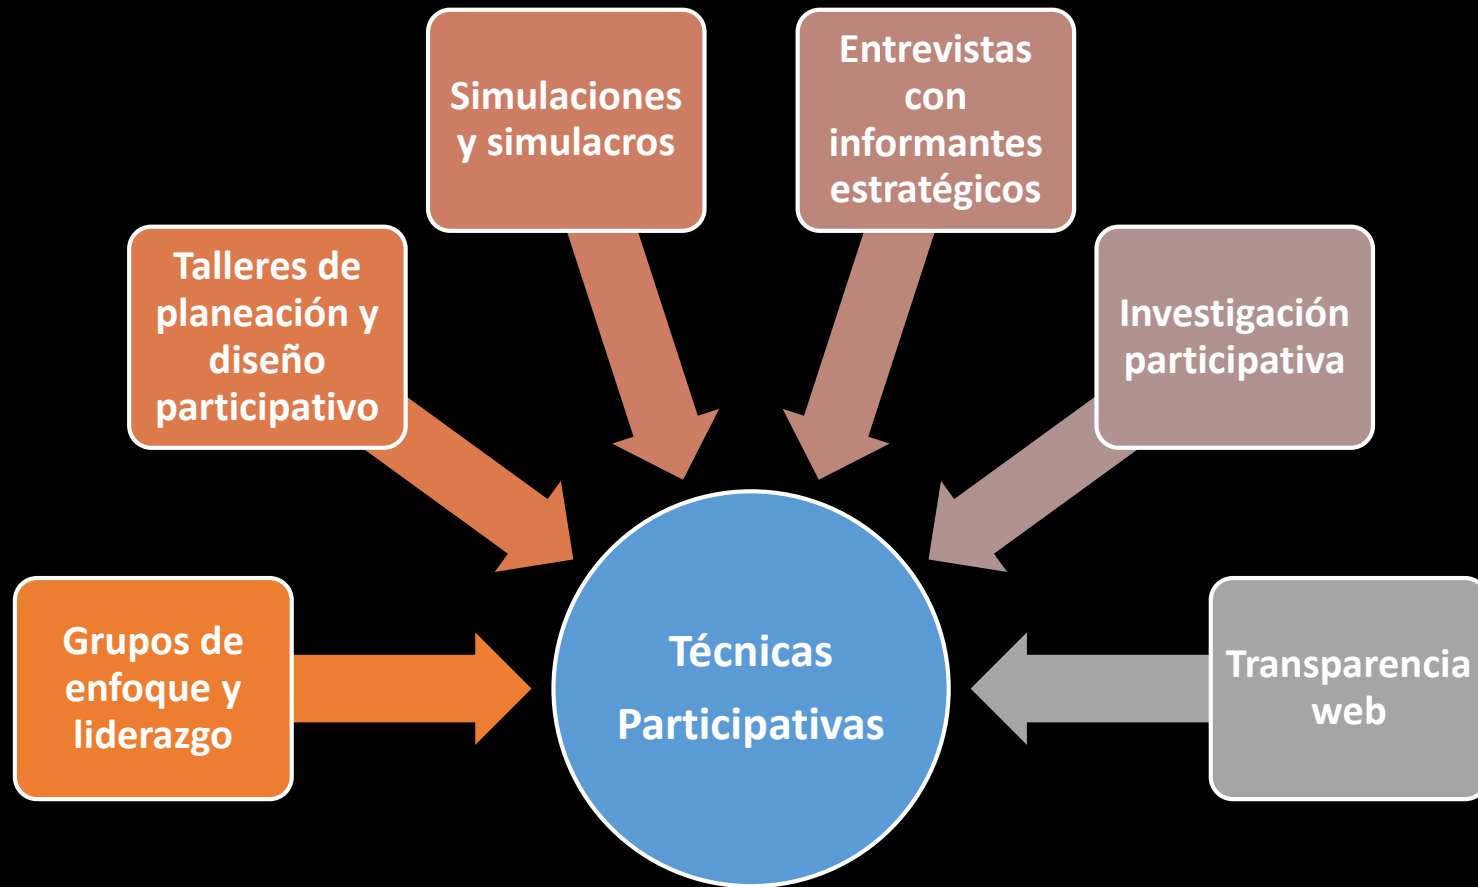 Simulaciones
y simulacros
Entrevistas
con
informantes
estratégicos
Talleres de
planeación y
diseño
participativo
Investigación
participativa
Grupos de
enfoque y
liderazgo
Técnicas
Participativas
Transparencia
web